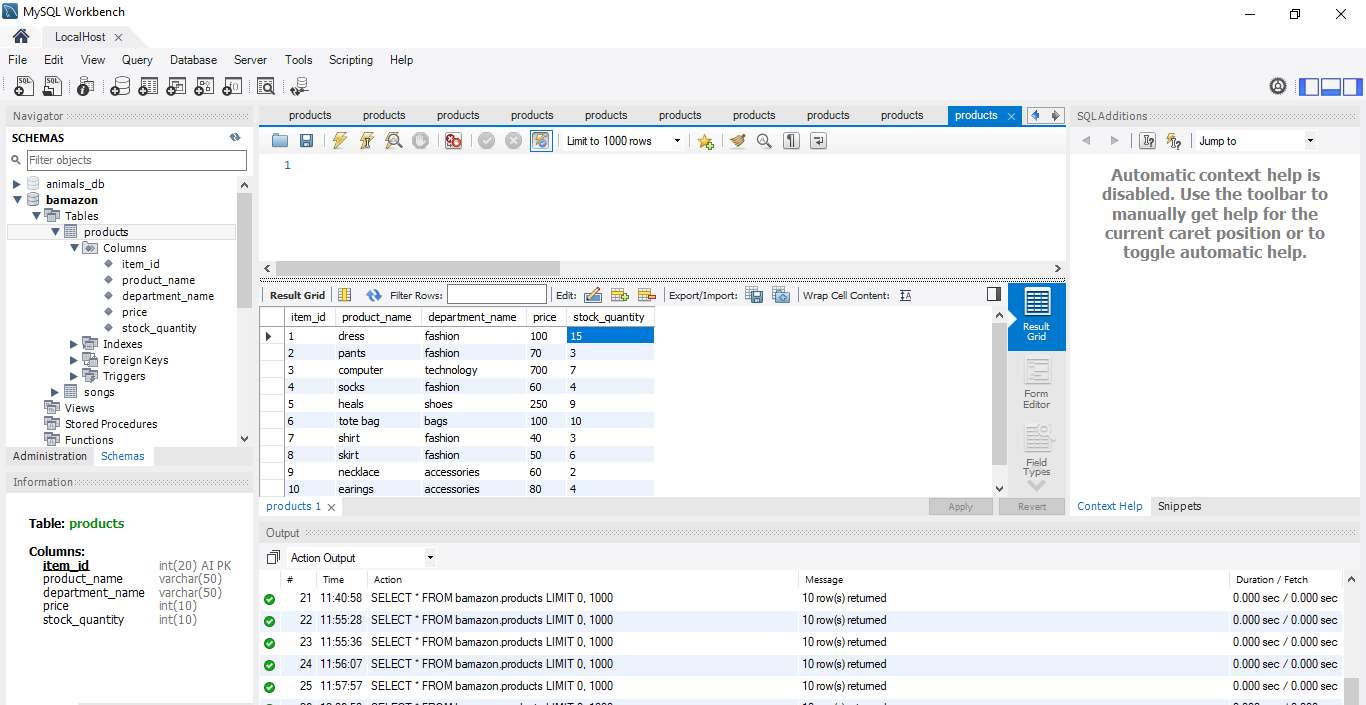 MySQL Workbench
LocalHost
File Edit View Query Database Server Tools Scripting Help
Navigator
SCHEMAS
Filter objects
animals_db
bamazon
Tables
products
Columns
item_id
product_name
department_name
price
stock_quantity
Indexes
Foreign Keys
Triggers
songs
Views
Stored Procedures
Functions
Administration Schemas
Information
Table: products
Columns:
item_id int(20) AI PK
product_name varchar(50)
department_name varchar(50)
price int(10)
stock_quantity int(10)
products products products products products products products products products products
Limit to 1000 rows
1
Result Grid Filter Rows: Edit: Export/Import: Wrap Cell Content:
item_id product_name department_name price stock_quantity
1 dress fashion 100 15
2 pants fashion 70 3
3 computer technology 700 7
4 socks fashion 60 4
5 heals shoes 250 9
6 tote bag bags 100 10
7 shirt fashion 40 3
8 skirt fashion 50 6
9 necklace accessories 60 2
10 earings accessories 80 4
Result
Grid
Form
Editor
Field
Types
products 1 Apply Revert
SQLAdditions
Jump to
Automatic context help is
disabled. Use the toolbar to
manually get help for the
current caret position or to
toggle automatic help.
Context Help Snippets
Output
Action Output
# Time Action Message Duration / Fetch
21 11:40:58 SELECT * FROM bamazon.products LIMIT 0, 1000 10 row(s) returned 0.000 sec / 0.000 sec
22 11:55:28 SELECT * FROM bamazon.products LIMIT 0, 1000 10 row(s) returned 0.000 sec / 0.000 sec
23 11:55:36 SELECT * FROM bamazon.products LIMIT 0, 1000 10 row(s) returned 0.000 sec / 0.000 sec
24 11:56:07 SELECT * FROM bamazon.products LIMIT 0, 1000 10 row(s) returned 0.000 sec / 0.000 sec
25 11:57:57 SELECT * FROM bamazon.products LIMIT 0, 1000 10 row(s) returned 0.000 sec / 0.000 sec